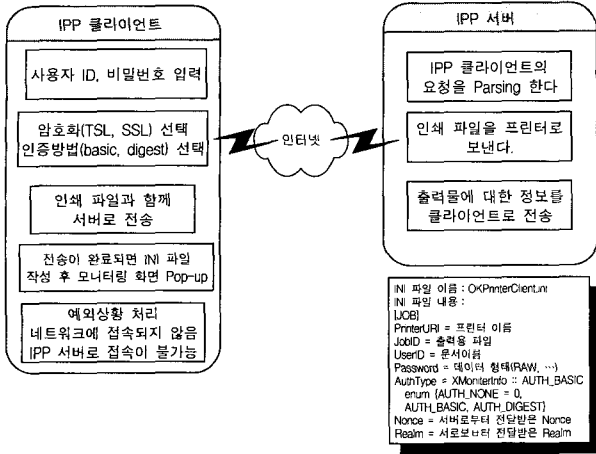 IPP 클라이언트
사용자 ID, 비밀번호 입력
암호화(TSL, SSL) 선택
인증방법(basic, digest) 선택
인쇄 파일과 함께
서버로 전송
전송이 완료되면 INI 파일
작성 후 모니터링 화면 Pop-up
예외상황 처리
네트워크에 접속되지 않음
IPP 서버로 접속이 불가능
인터넷
IPP 서버
IPP 클라이언트의
요청을 Parsing 한다
인쇄 파일을 프린터로
보낸다.
출력물에 대한 정보를
클라이언트로 전송
INI 파일 이름 : OKPrinterClient.ini
INI 파일 내용 :
[JOB]
PrinterURI = 프린터 이름
JobID = 출력용 파일
UserID = 문서이름
Password = 데이터 형태(RAW, ···)
AuthType = XMoniterInfo :: AUTH_BASIC
enum {AUTH_NONE = 0,
AUTH_BASIC, AUTH_DIGEST}
Nonce = 서버로부터 전달받은 Nonce
Realm = 서로보터 전달받은 Realm